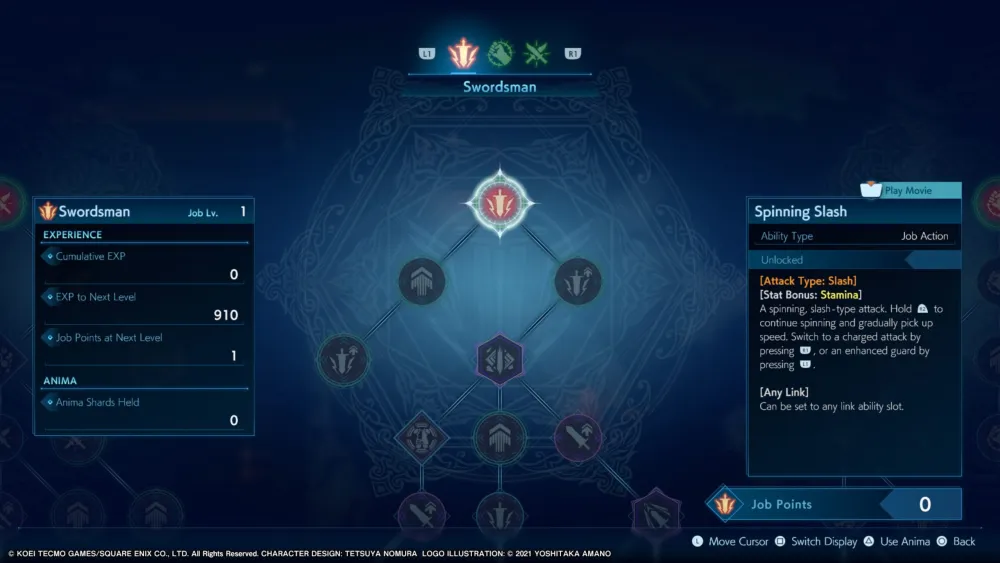 L1
R1
Swordsman
Swordsman Job Lv. 1
EXPERIENCE
Cumulative EXP
0
EXP to Next Level
910
Job Points at Next Level
1
ANIMA
Anima Shards Held
0
Play Movie
Spinning Slash
Ability Type Job Action
Unlocked
[Attack Type: Slash]
[Stat Bonus: Stamina]
A spinning, slash-type attack. Hold R2 to
continue spinning and gradually pick up
speed. Switch to a charged attack by
pressing R1, or an enhanced guard by
pressing L1.
[Any Link]
Can be set to any link ability slot.
Job Points 0
L Move Cursor Switch Display Use Anima Back
© KOEI TECMO GAMES/SQUARE ENIX CO., LTD. All Rights Reserved. CHARACTER DESIGN: TETSUYA NOMURA LOGO ILLUSTRATION: © 2021 YOSHITAKA AMANO